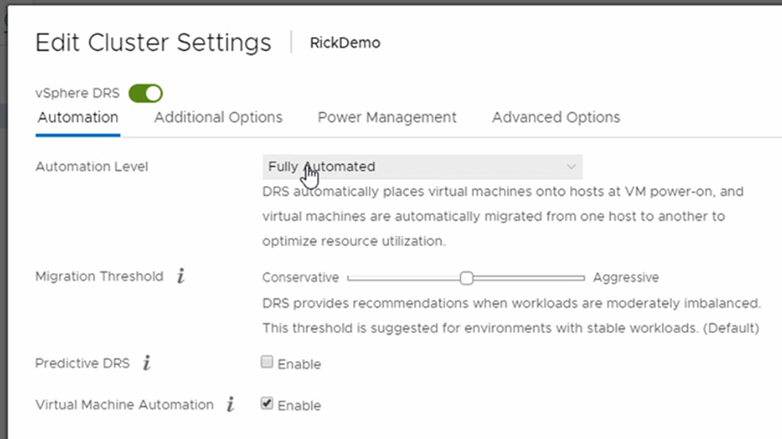 Edit Cluster Settings RickDemo
vSphere DRS
Automation Additional Options Power Management Advanced Options
Automation Level Fully Automated
DRS automatically places virtual machines onto hosts at VM power-on, and
virtual machines are automatically migrated from one host to another to
optimize resource utilization.
Migration Threshold i Conservative Aggressive
DRS provides recommendations when workloads are moderately imbalanced.
This threshold is suggested for environments with stable workloads. (Default)
Predictive DRS i Enable
Virtual Machine Automation i Enable